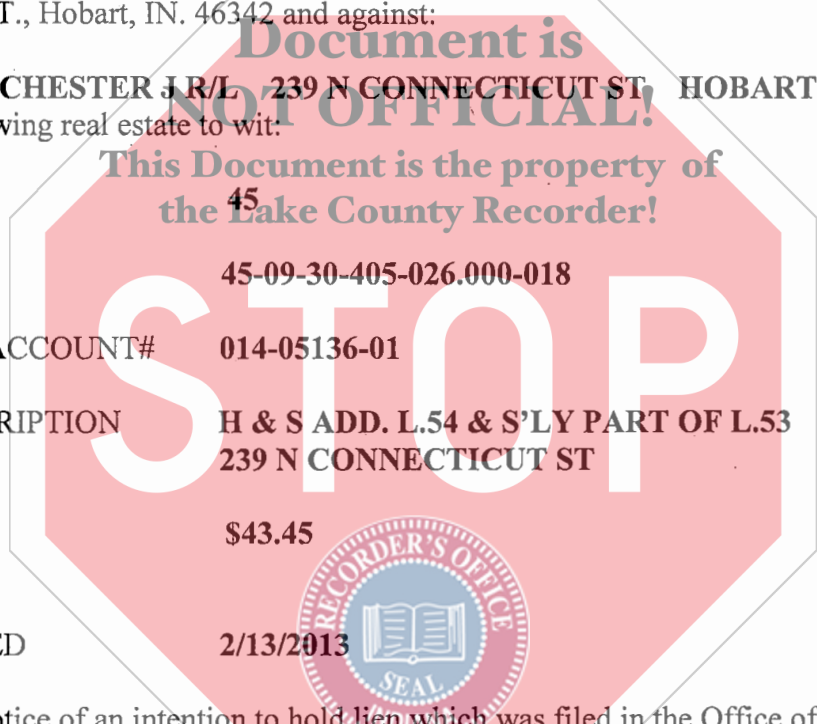 T., Hobart, IN. 46342 and against:
Document is
CHESTER J R/L 239 N CONNECTICUT ST, HOBART
NOT OFFICIAL!
wing real estate to wit:
This Document is the property of
45
the Lake County Recorder!
45-09-30-405-026.000-018
STOP
ACCOUNT# 014-05136-01
RIPTION H & S ADD. L.54 & S'LY PART OF L.53
239 N CONNECTICUT ST
$43.45
RECORDER'S OFFICE
ED 2/13/2013
SEAL
otice of an intention to hold lien which was filed in the Office of